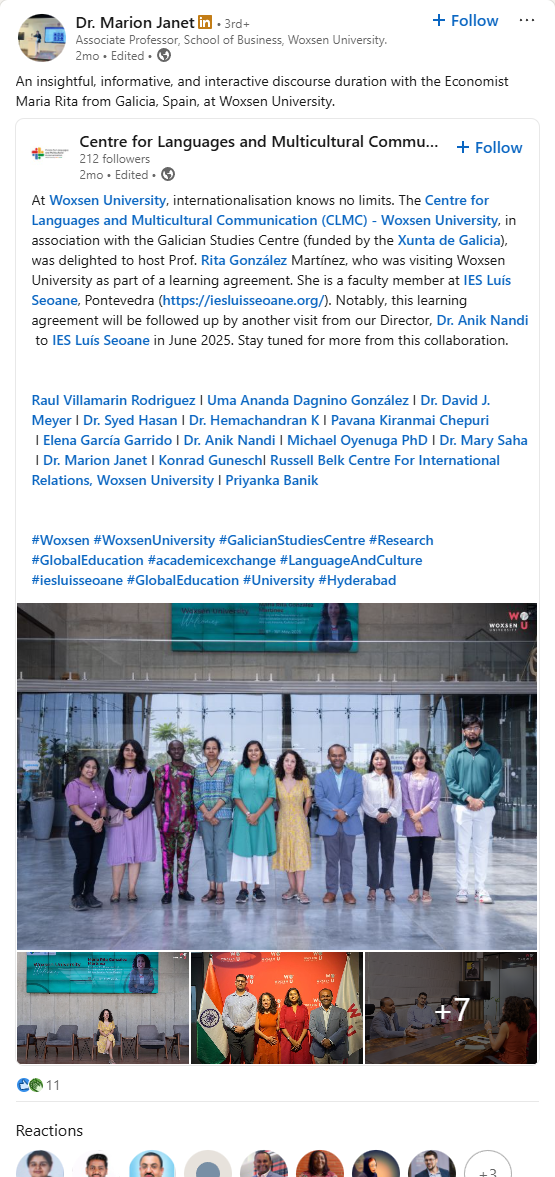 Dr. Marion Janet in • 3rd+
+ Follow
Associate Professor, School of Business, Woxsen University.
2mo • Edited •
An insightful, informative, and interactive discourse duration with the Economist
Maria Rita from Galicia, Spain, at Woxsen University.
Centre for Languages and Multicultural Commu...
+ Follow
212 followers
2mo • Edited •
At Woxsen University, internationalisation knows no limits. The Centre for
Languages and Multicultural Communication (CLMC) - Woxsen University, in
association with the Galician Studies Centre (funded by the Xunta de Galicia),
was delighted to host Prof. Rita González Martínez, who was visiting Woxsen
University as part of a learning agreement. She is a faculty member at IES Luís
Seoane, Pontevedra (https://iesluisseoane.org/). Notably, this learning
agreement will be followed up by another visit from our Director, Dr. Anik Nandi
to IES Luís Seoane in June 2025. Stay tuned for more from this collaboration.
Raul Villamarin Rodriguez I Uma Ananda Dagnino González I Dr. David J.
Meyer I Dr. Syed Hasan I Dr. Hemachandran K I Pavana Kiranmai Chepuri
I Elena García Garrido I Dr. Anik Nandi I Michael Oyenuga PhD I Dr. Mary Saha
I Dr. Marion Janet I Konrad GuneschI Russell Belk Centre For International
Relations, Woxsen University I Priyanka Banik
#Woxsen #WoxsenUniversity #GalicianStudiesCentre #Research
#GlobalEducation #academicexchange #LanguageAndCulture
#iesluisseoane #GlobalEducation #University #Hyderabad
Woxsen University
Welcomes
WOXSEN
UNIVERSITY
+7
11
Reactions
+3